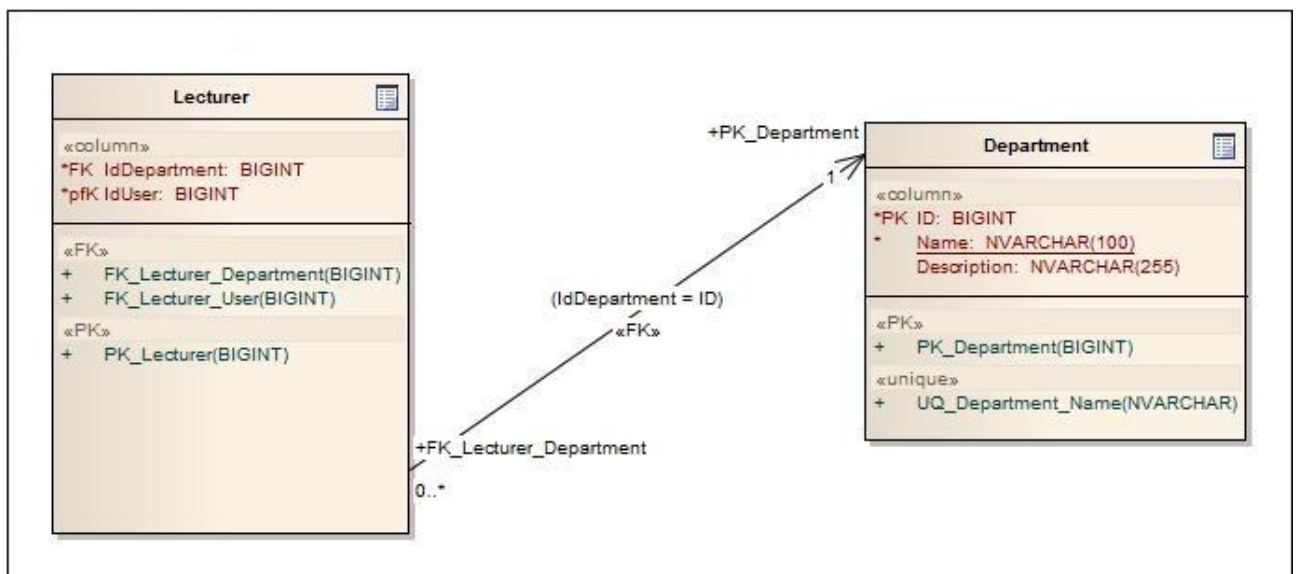 Lecturer
«column»
*FK IdDepartment: BIGINT
*pfK IdUser: BIGINT
«FK»
+ FK_Lecturer_Department(BIGINT)
+ FK_Lecturer_User(BIGINT)
«PK»
+ PK_Lecturer(BIGINT)
+PK_Department
1
(IdDepartment = ID)
«FK»
+FK_Lecturer_Department
0..*
Department
«column»
*PK ID: BIGINT
* Name: NVARCHAR(100)
Description: NVARCHAR(255)
«PK»
+ PK_Department(BIGINT)
«unique»
+ UQ_Department_Name(NVARCHAR)